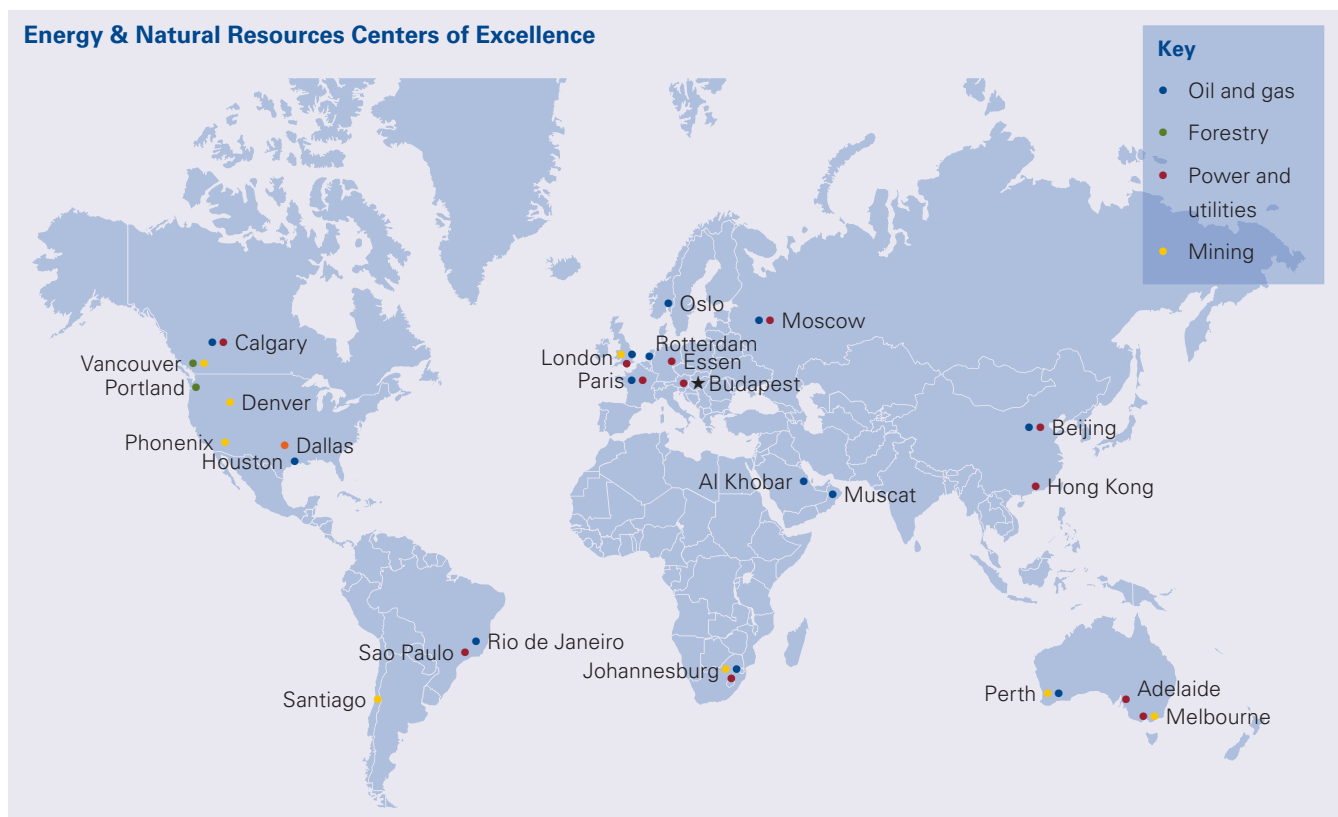 Energy & Natural Resources Centers of Excellence
Key
Oil and gas
Forestry
Power and
utilities
Mining
Oslo
Moscow
Calgary
Rotterdam
London
Essen
Vancouver
Paris
Budapest
Portland
Denver
Beijing
Phonenix
Dallas
Houston
Al Khobar
Muscat
Hong Kong
Rio de Janeiro
Sao Paulo
Johannesburg
Santiago
Perth
Adelaide
Melbourne